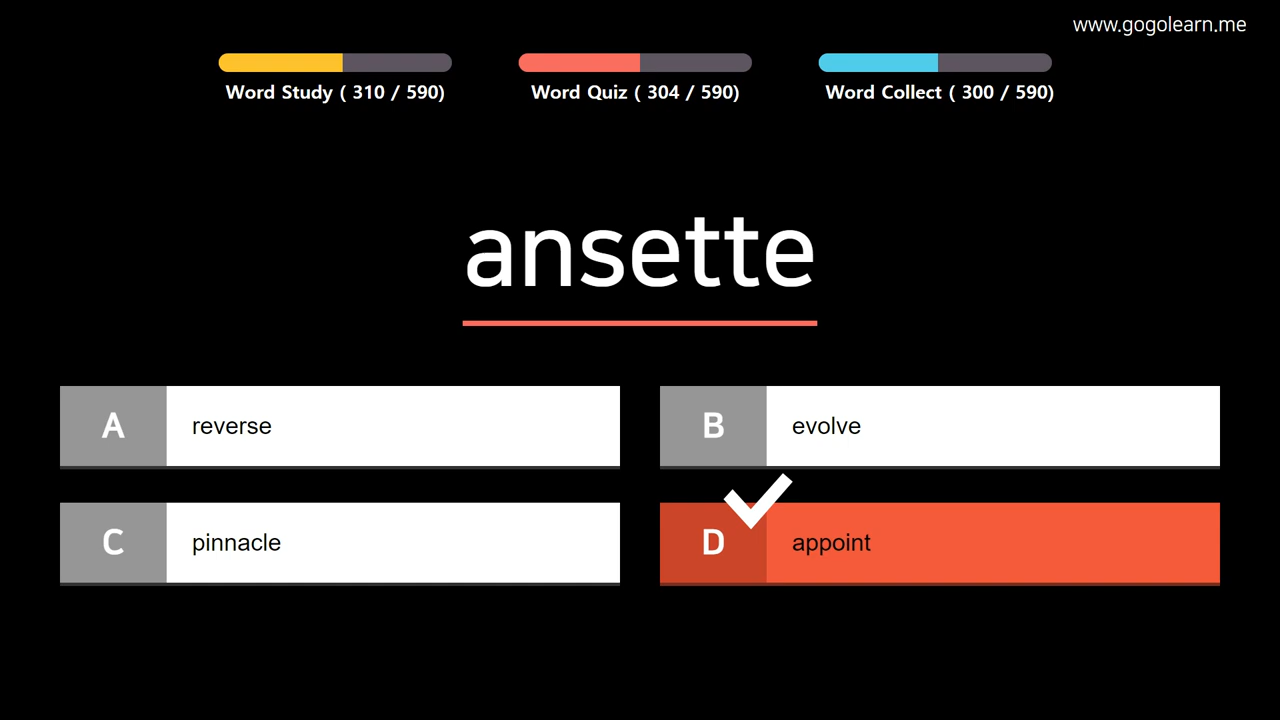 www.gogolearn.me
Word Study ( 310 / 590)
Word Quiz ( 304 / 590)
Word Collect ( 300 / 590)
ansette
A reverse
B evolve
C pinnacle
D appoint